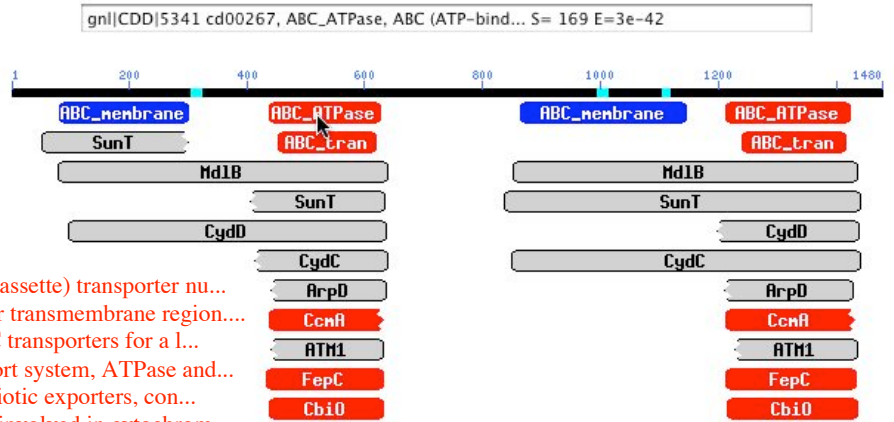 gnl|CDD|5341 cd00267, ABC_ATPase, ABC (ATP-bind... S= 169 E=3e-42
1 200 400 600 800 1000 1200 1480
ABC_membrane ABC_ATPase ABC_membrane ABC_ATPase
SunT ABC_tran ABC_tran
MdlB MdlB
SunT SunT
CydD CydD
CydC CydC
assette) transporter nu... ArpD ArpD
r transmembrane region.... CcmA CcmA
C transporters for a l... ATM1 ATM1
ort system, ATPase and... FepC FepC
iotic exporters, con... CbiO CbiO
involved in cytochrom